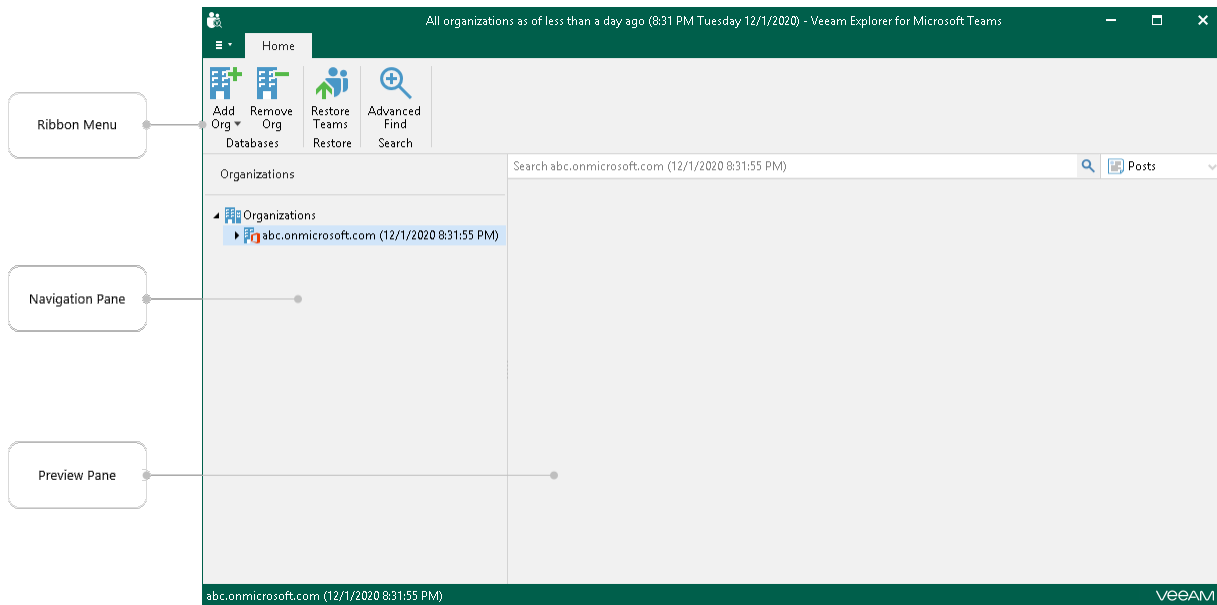 All organizations as of less than a day ago (8:31 PM Tuesday 12/1/2020) - Veeam Explorer for Microsoft Teams
Home
Add
Org
Remove
Org
Restore
Teams
Advanced
Find
Databases
Restore
Search
Ribbon Menu
Organizations
Search abc.onmicrosoft.com (12/1/2020 8:31:55 PM)
Posts
Organizations
abc.onmicrosoft.com (12/1/2020 8:31:55 PM)
Navigation Pane
Preview Pane
abc.onmicrosoft.com (12/1/2020 8:31:55 PM)
VEEAM